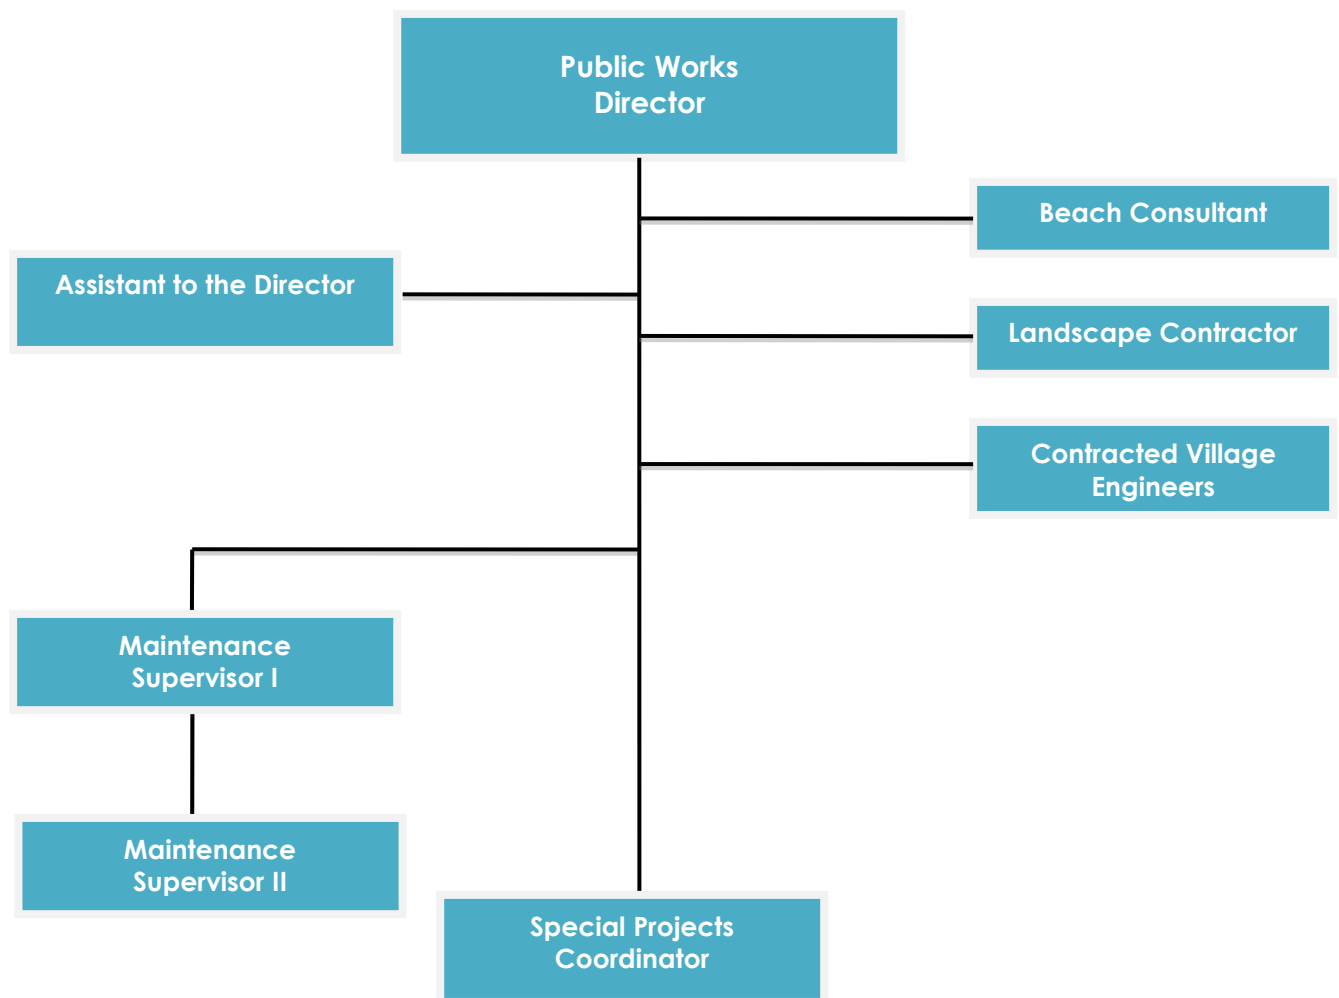 Public Works
Director
Beach Consultant
Assistant to the Director
Landscape Contractor
Contracted Village
Engineers
Maintenance
Supervisor I
Maintenance
Supervisor II
Special Projects
Coordinator